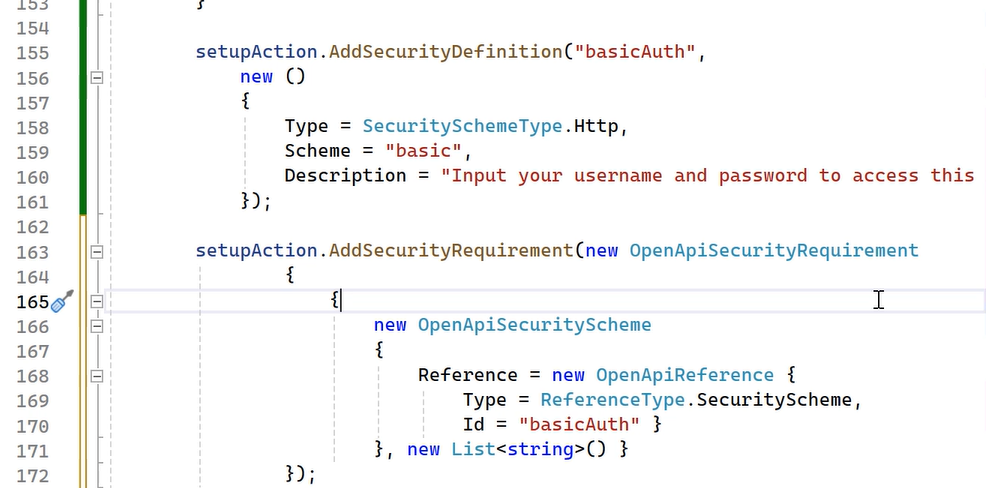 153 }
154
155 setupAction.AddSecurityDefinition("basicAuth",
156 new ()
157 {
158 Type = SecuritySchemeType.Http,
159 Scheme = "basic",
160 Description = "Input your username and password to access this
161 });
162
163 setupAction.AddSecurityRequirement(new OpenApiSecurityRequirement
164 {
165 {
166 new OpenApiSecurityScheme
167 {
168 Reference = new OpenApiReference {
169 Type = ReferenceType.SecurityScheme,
170 Id = "basicAuth" }
171 }, new List<string>() }
172 });